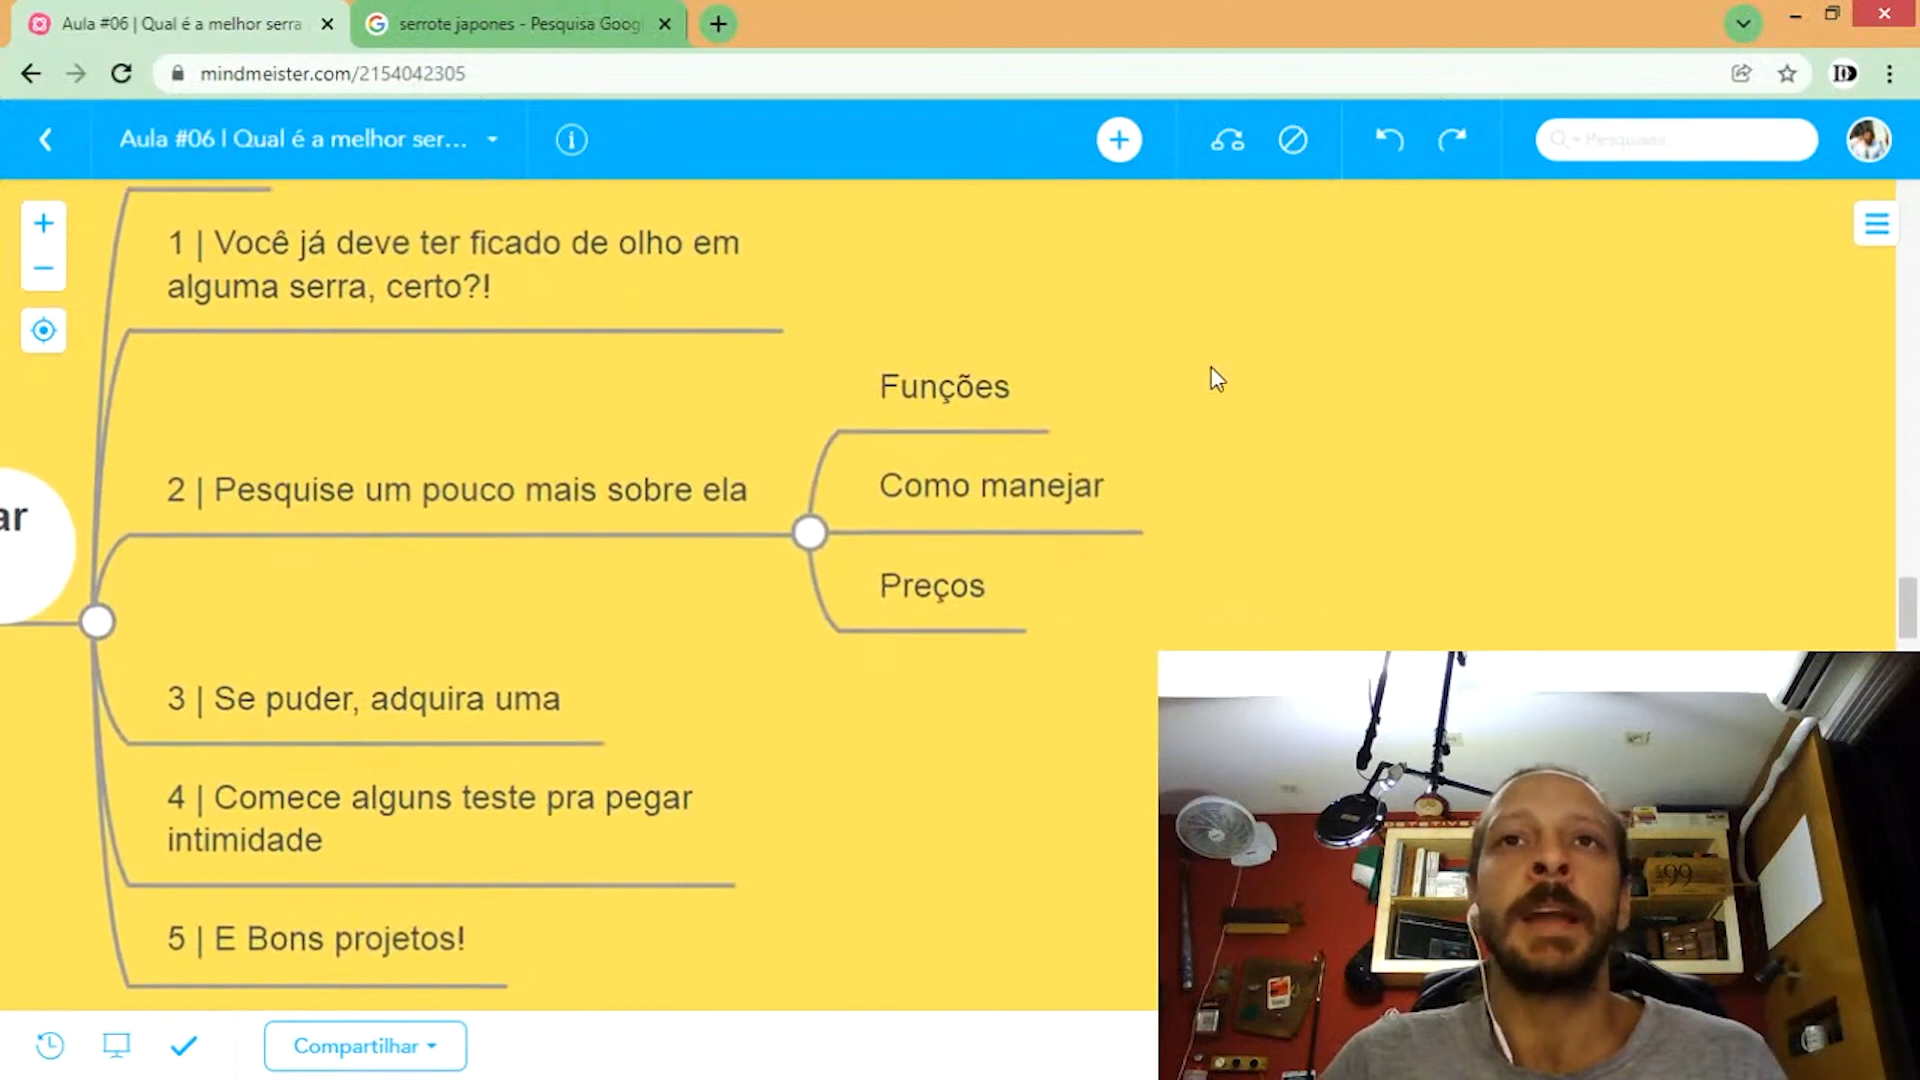 Aula #06 | Qual é a melhor serra
serrote japones - Pesquisa Goog
mindmeister.com/2154042305
Aula #06 | Qual é a melhor ser...
Pesquisar
1 | Você já deve ter ficado de olho em
alguma serra, certo?!
Funções
2 | Pesquise um pouco mais sobre ela
Como manejar
Preços
ar
3 | Se puder, adquira uma
4 | Comece alguns teste pra pegar
intimidade
5 | E Bons projetos!
Compartilhar
DETETIVE
99